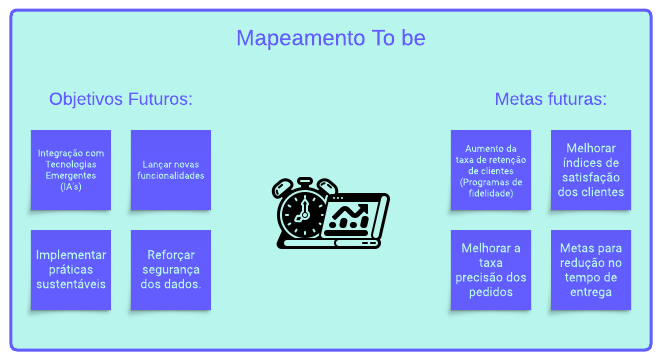 Mapeamento To be
Objetivos Futuros:
Integração com
Tecnologias
Emergentes
(IA's)
Lançar novas
funcionalidades
Implementar
práticas
sustentáveis
Reforçar
segurança
dos dados.
Metas futuras:
Aumento da
taxa de retenção
de clientes
(Programas de
fidelidade)
Melhorar
índices de
satisfação
dos clientes
Melhorar a
taxa
precisão dos
pedidos
Metas para
redução no
tempo de
entrega